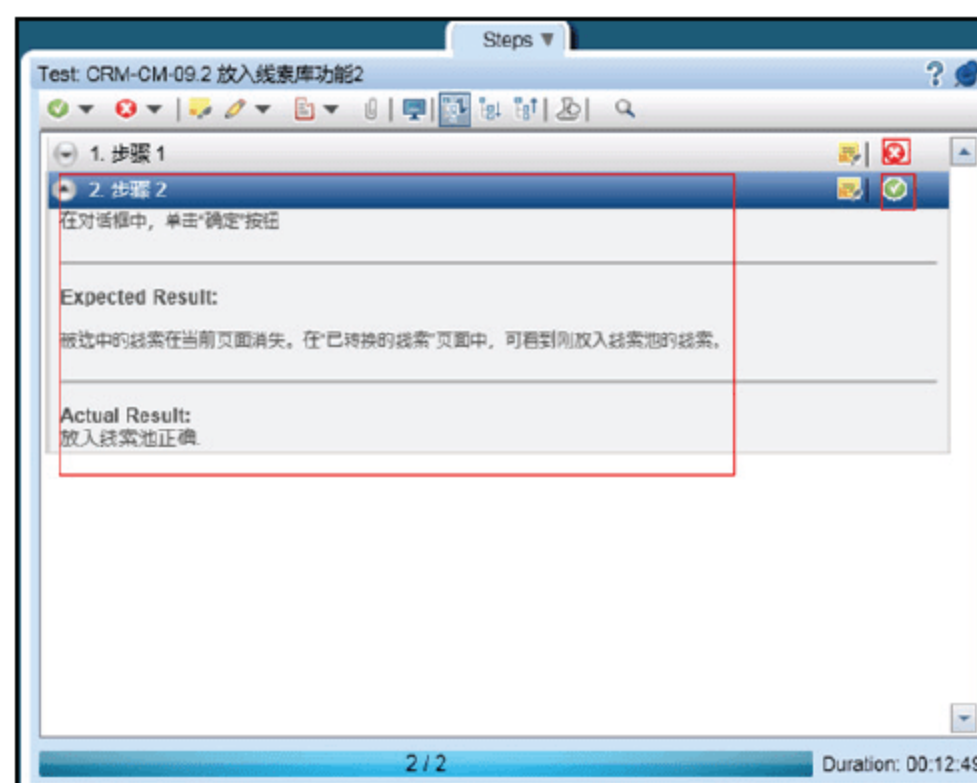 Steps ▼
Test: CRM-CM-09.2 放入线索库功能2
1. 步骤 1
2. 步骤 2
在对话框中，单击“确定”按钮
Expected Result:
被选中的线索在当前页面消失。在“已转换的线索”页面中，可看到刚放入线索池的线索。
Actual Result:
放入线索池正确.
2 / 2
Duration: 00:12:49